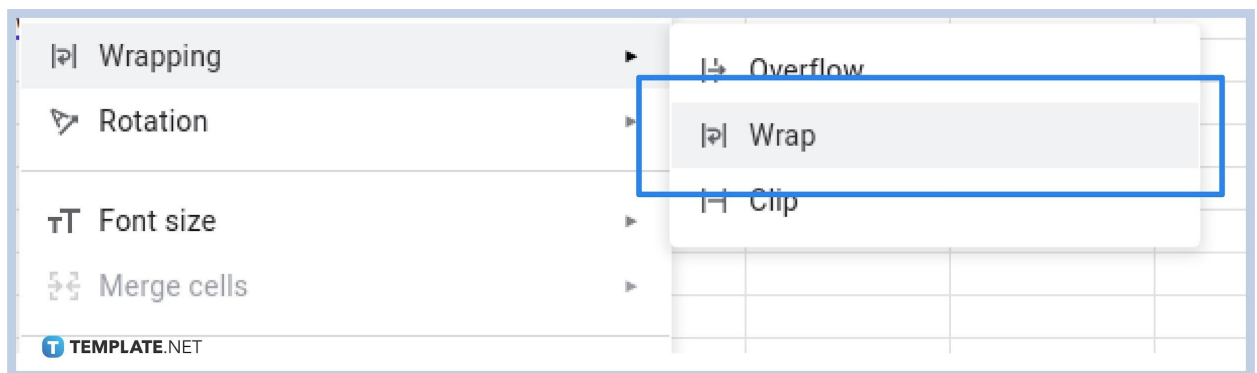 Wrapping
Rotation
Font size
Merge cells
Overflow
Wrap
Clip
TEMPLATE.NET